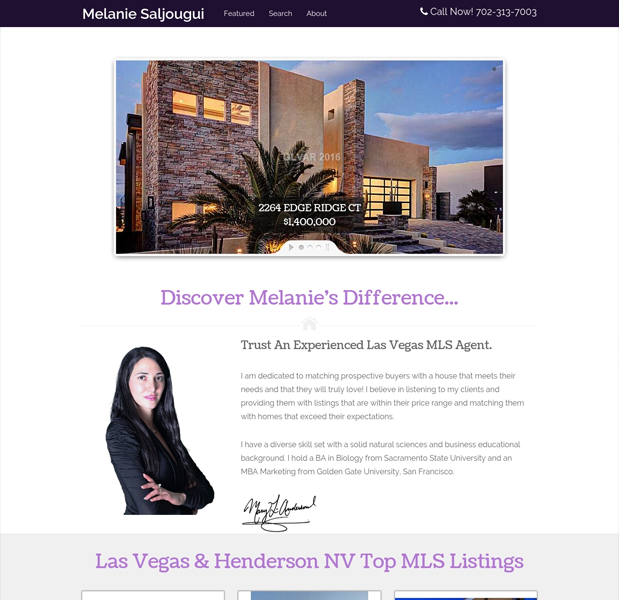 Melanie Saljougui
Featured Search About
Call Now! 702-313-7003
GLVAR 2016
2264 EDGE RIDGE CT
$1,400,000
Discover Melanie's Difference...
Trust An Experienced Las Vegas MLS Agent.
I am dedicated to matching prospective buyers with a house that meets their
needs and that they will truly love! I believe in listening to my clients and
providing them with listings that are within their price range and matching them
with homes that exceed their expectations.
I have a diverse skill set with a solid natural sciences and business educational
background. I hold a BA in Biology from Sacramento State University and an
MBA Marketing from Golden Gate University, San Francisco.
Mary L. Anderson
Las Vegas & Henderson NV Top MLS Listings